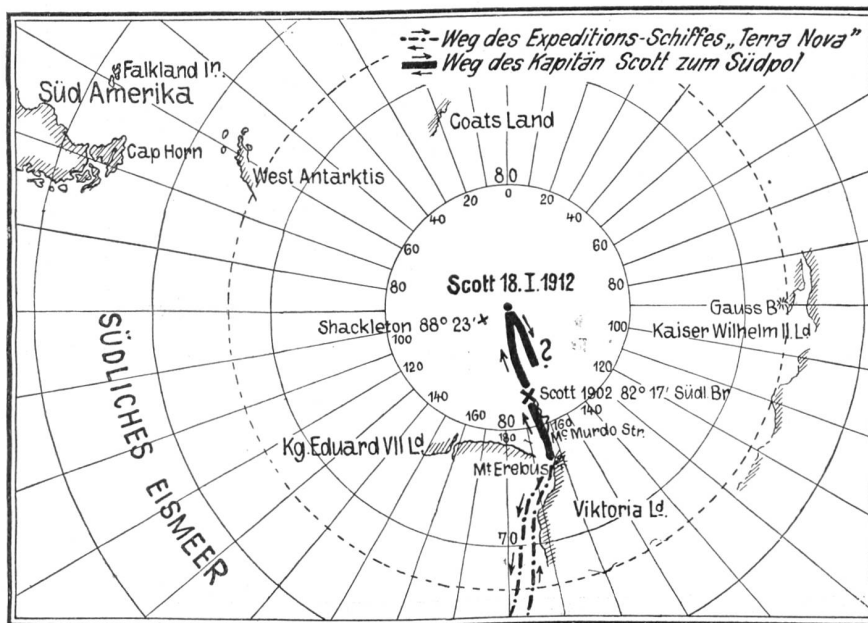 Weg des Expeditions-Schiffes „Terra Nova"
Weg des Kapitän Scott zum Südpol
Falkland In.
Süd Amerika
Cap Horn
West Antarktis
Coats Land
80
0
20
20
40
40
60
60
80
80
Scott 18.I.1912
Shackleton 88° 23′
100
100
Gauss B
Kaiser Wilhelm II. Ld
?
120
120
SÜDLICHES EISMEER
Scott 1902 82° 17′ Südl Br
140
140
160
80
180
160
Mc Murdo Str.
Kg. Eduard VII Ld.
Mt Erebus
Viktoria Ld.
70